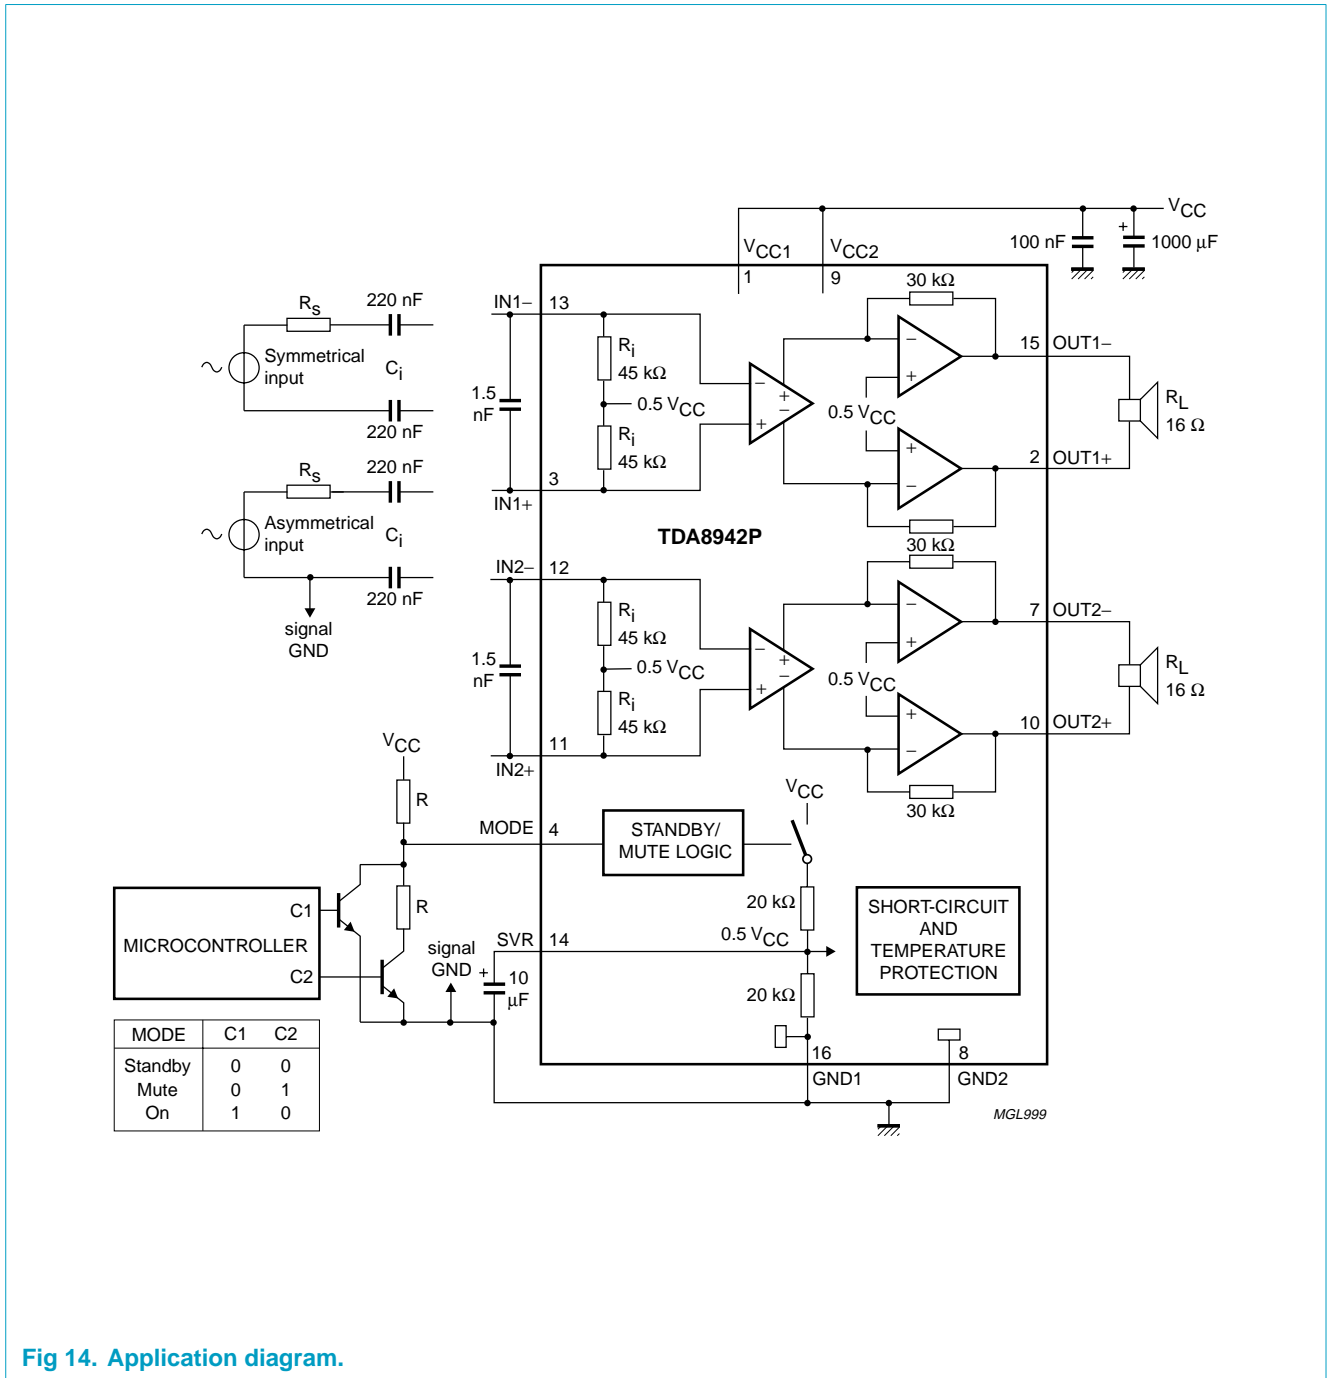 VCC
100 nF
1000 µF
+
VCC1
VCC2
1
9
30 kΩ
RS
220 nF
IN1−
13
Symmetrical
input
Ci
Ri
45 kΩ
1.5
nF
0.5 VCC
Ri
45 kΩ
220 nF
−
+
+
−
−
+
15
OUT1−
0.5 VCC
RL
16 Ω
+
−
2
OUT1+
RS
220 nF
3
IN1+
Asymmetrical
input
Ci
TDA8942P
30 kΩ
30 kΩ
220 nF
signal
GND
IN2−
12
Ri
45 kΩ
1.5
nF
0.5 VCC
Ri
45 kΩ
−
+
+
−
−
+
7
OUT2−
0.5 VCC
RL
16 Ω
+
−
10
OUT2+
11
IN2+
30 kΩ
VCC
R
MODE
4
STANDBY/
MUTE LOGIC
VCC
R
MICROCONTROLLER
C1
C2
signal
GND
SVR
14
+
10
µF
20 kΩ
0.5 VCC
20 kΩ
SHORT-CIRCUIT
AND
TEMPERATURE
PROTECTION
16
GND1
8
GND2
MODE C1 C2
Standby 0 0
Mute 0 1
On 1 0
MGL999
Fig 14. Application diagram.